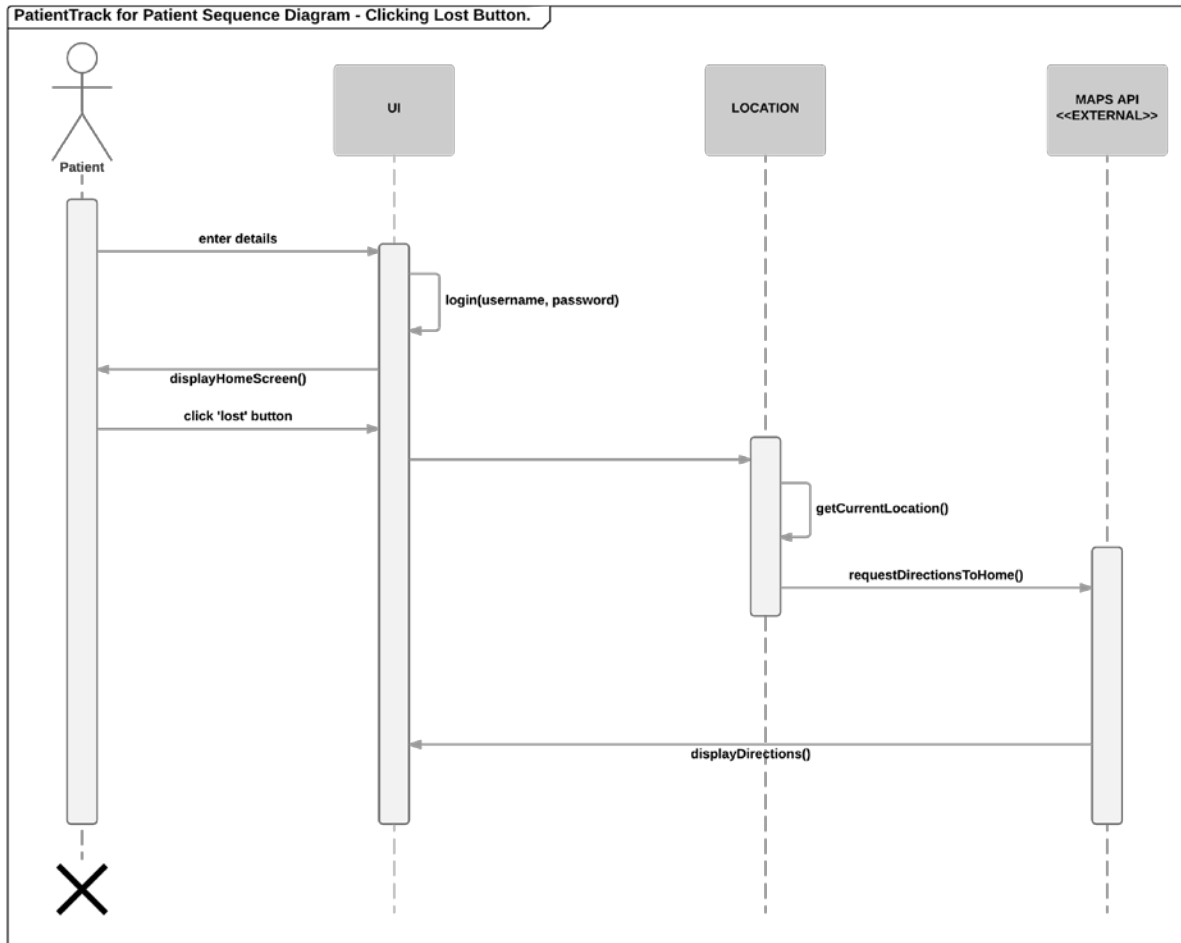 PatientTrack for Patient Sequence Diagram - Clicking Lost Button.
UI
LOCATION
MAPS API
<<EXTERNAL>>
Patient
enter details
login(username, password)
displayHomeScreen()
click 'lost' button
getCurrentLocation()
requestDirectionsToHome()
displayDirections()